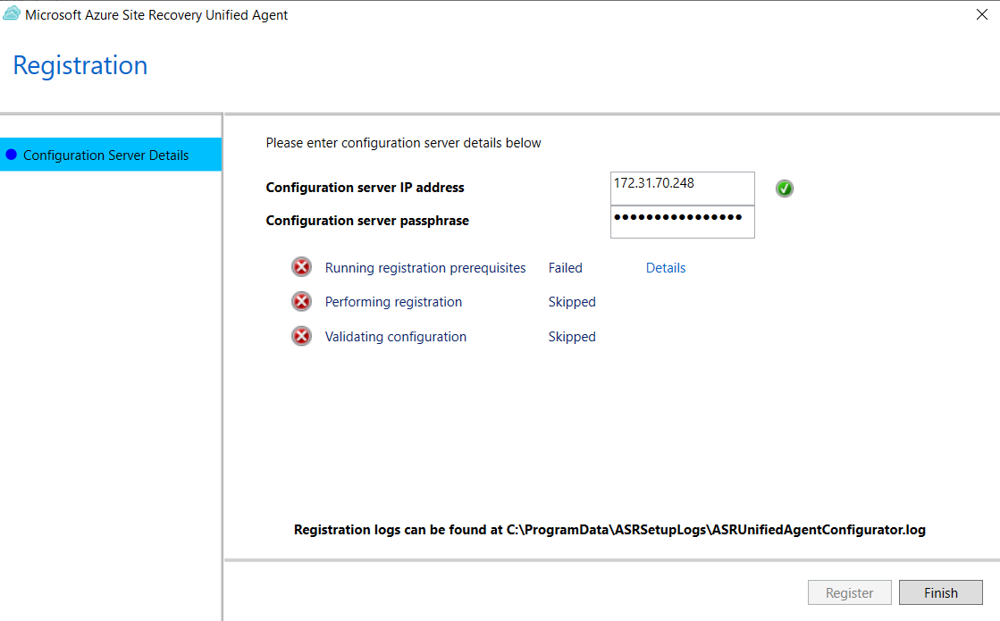 Microsoft Azure Site Recovery Unified Agent
Registration
Configuration Server Details
Please enter configuration server details below
Configuration server IP address 172.31.70.248
Configuration server passphrase ●●●●●●●●●●●●●●●●
Running registration prerequisites Failed Details
Performing registration Skipped
Validating configuration Skipped
Registration logs can be found at C:\ProgramData\ASRSetupLogs\ASRUnifiedAgentConfigurator.log
Register Finish